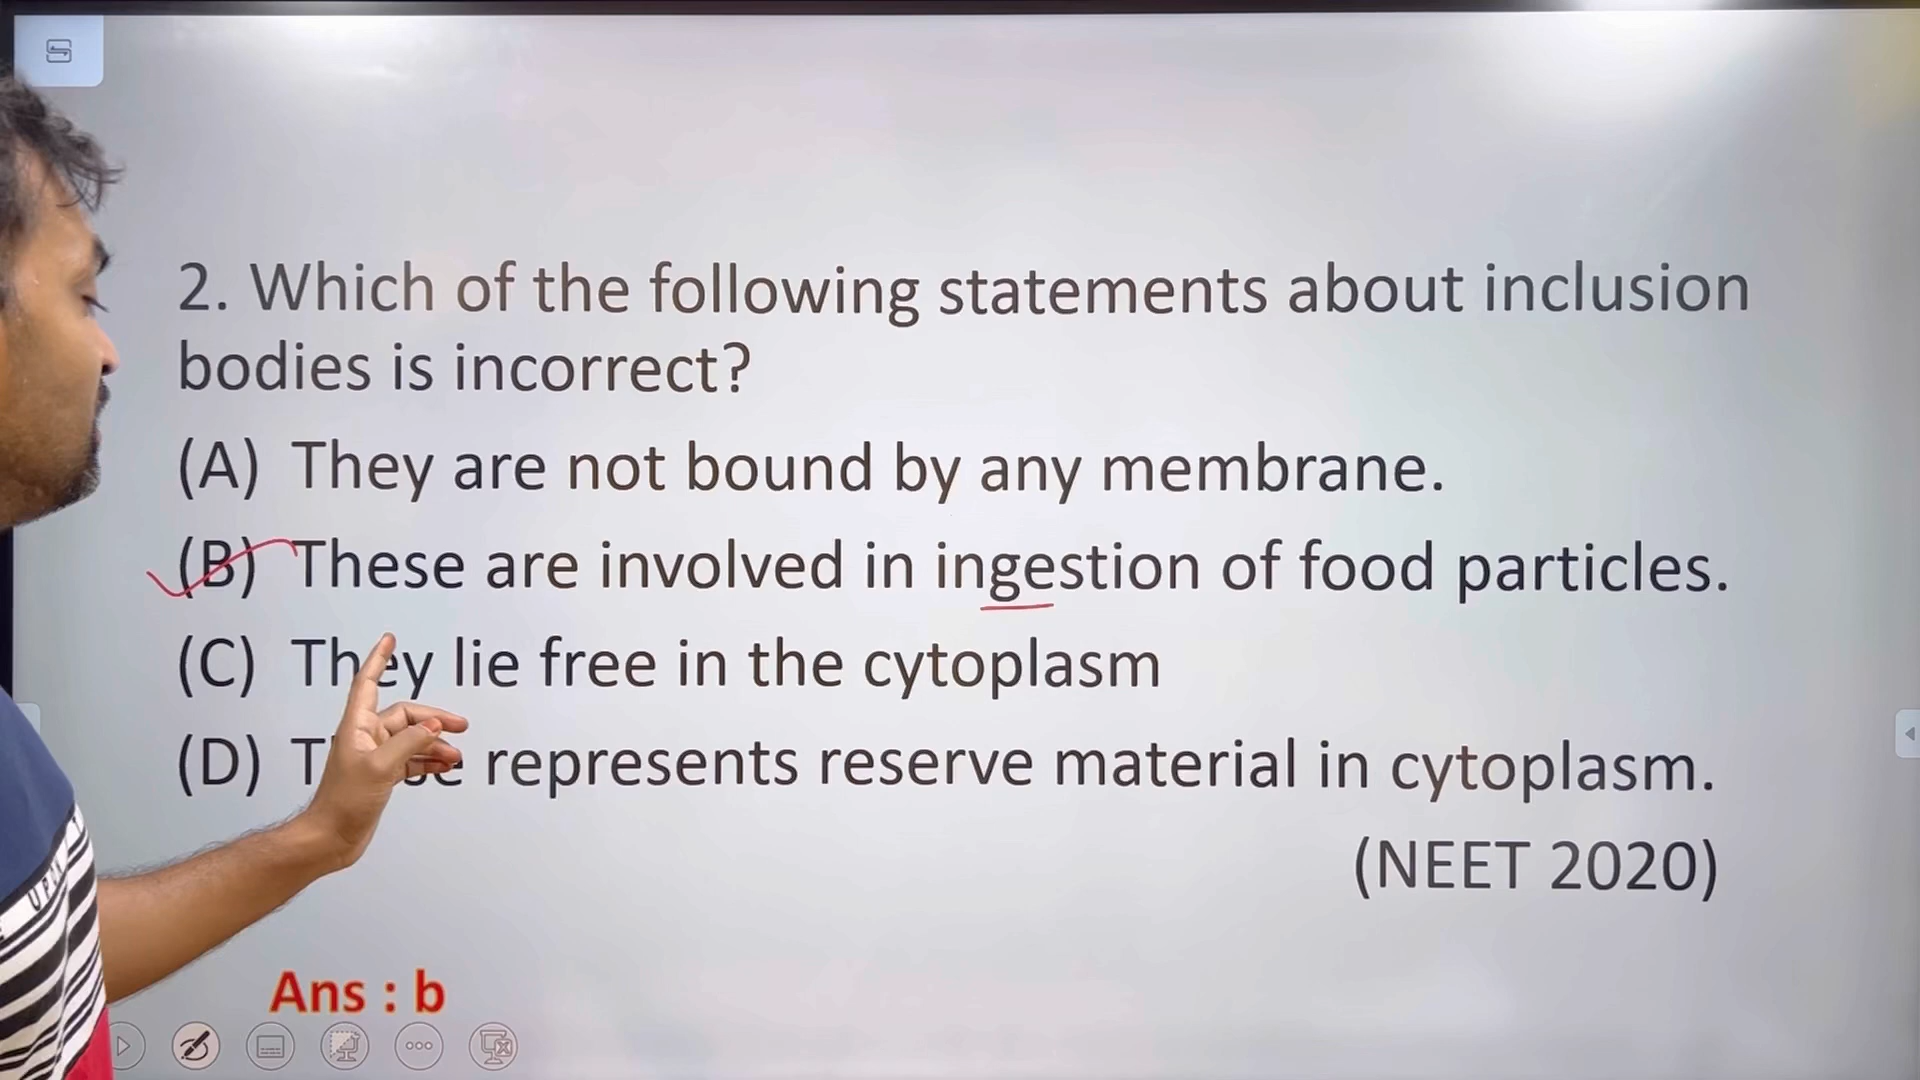 2. Which of the following statements about inclusion
bodies is incorrect?
(A) They are not bound by any membrane.
(B) These are involved in ingestion of food particles.
(C) They lie free in the cytoplasm
(D) represents reserve material in cytoplasm.
(NEET 2020)
Ans : b